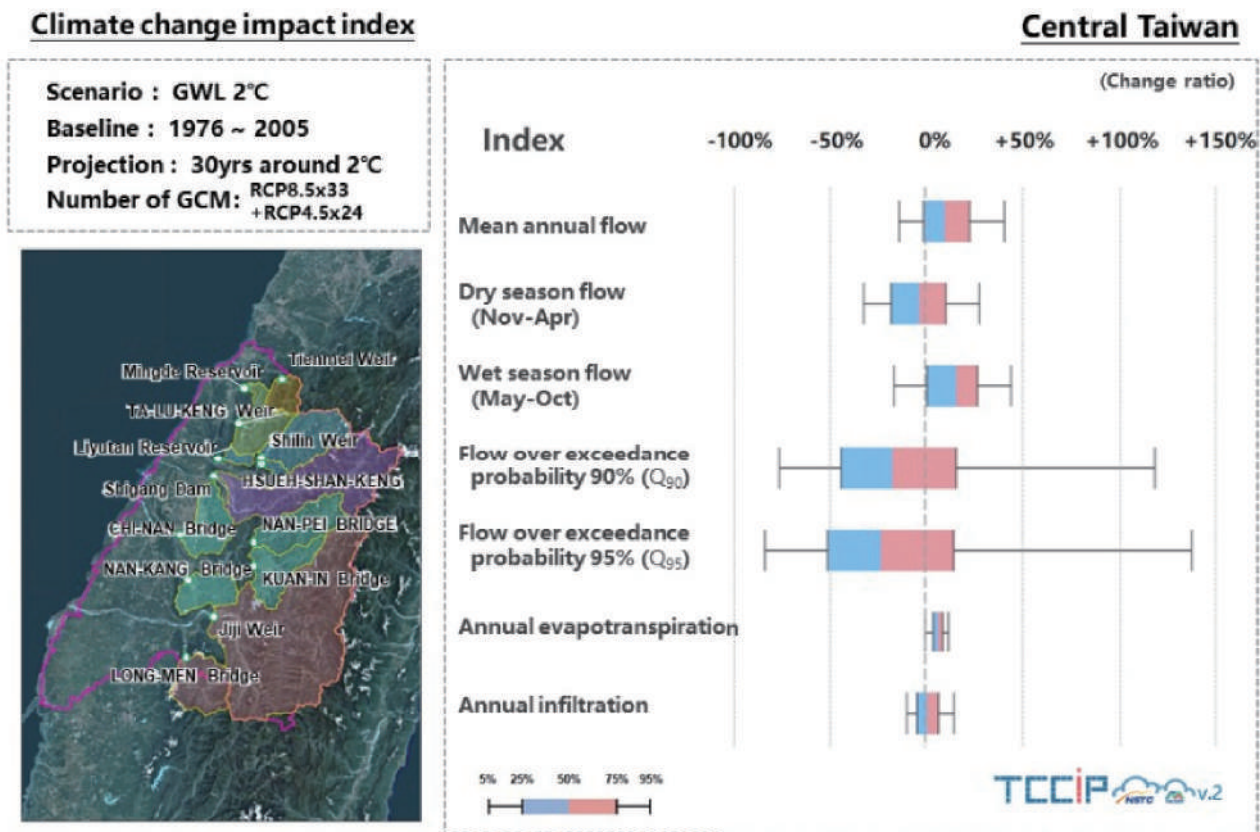 Climate change impact index
Central Taiwan
Scenario : GWL 2℃
Baseline : 1976 ~ 2005
Projection : 30yrs around 2℃
Number of GCM: RCP8.5x33
+RCP4.5x24
(Change ratio)
Index
-100% -50% 0% +50% +100% +150%
Mean annual flow
Dry season flow
(Nov-Apr)
Wet season flow
(May-Oct)
Flow over exceedance
probability 90% (Q90)
Flow over exceedance
probability 95% (Q95)
Annual evapotranspiration
Annual infiltration
5% 25% 50% 75% 95%
TCCiP NSTC v.2
Tienmei Weir
Mingde Reservoir
TA-LU-KENG Weir
Shilin Weir
Liyutan Reservoir
HSUEH-SHAN-KENG
Shigang Dam
NAN-PEI BRIDGE
CHI-NAN Bridge
NAN-KANG Bridge
KUAN-IN Bridge
Jiji Weir
LONG-MEN Bridge